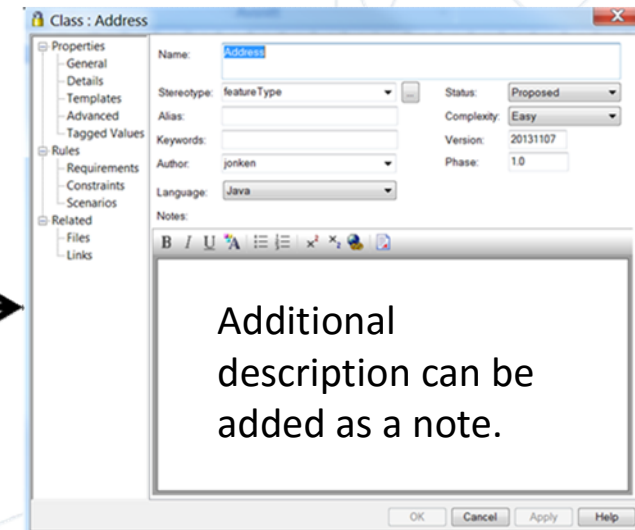 Class : Address
Properties
General
Details
Templates
Advanced
Tagged Values
Rules
Requirements
Constraints
Scenarios
Related
Files
Links
Name: Address
Stereotype: featureType ... Status: Proposed
Alias: Complexity: Easy
Keywords: Version: 20131107
Author: jonken Phase: 1.0
Language: Java
Notes:
B I U A x² x₂
Additional
description can be
added as a note.
OK Cancel Apply Help